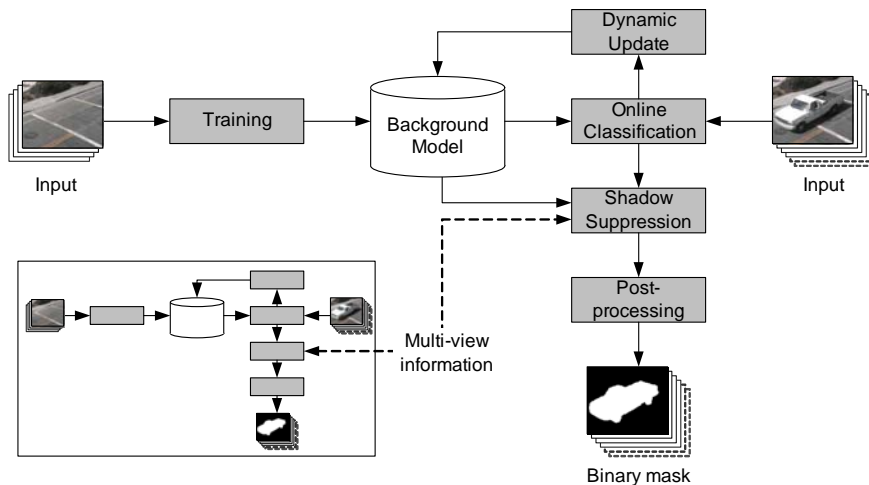 Dynamic
Update
Training
Background
Model
Online
Classification
Input
Input
Shadow
Suppression
Post-
processing
Multi-view
information
Binary mask